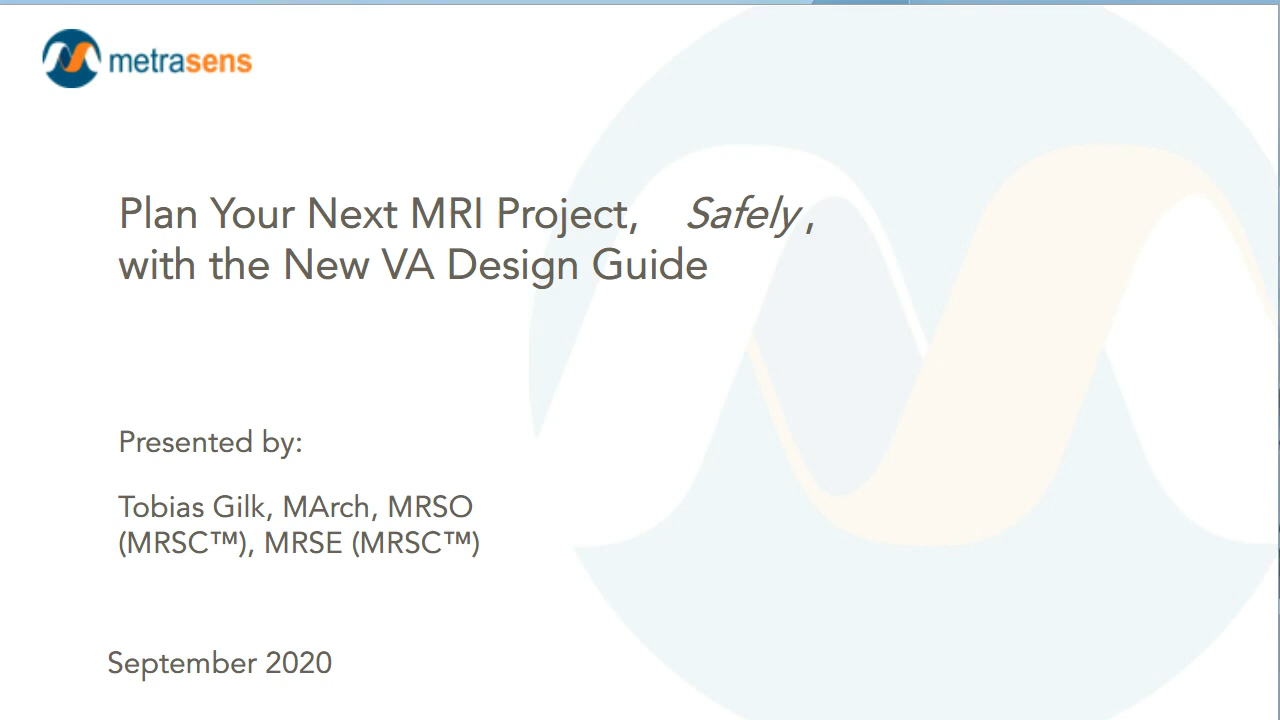 metrasens
Plan Your Next MRI Project, Safely,
with the New VA Design Guide
Presented by:
Tobias Gilk, MArch, MRSO
(MRSC™), MRSE (MRSC™)
September 2020